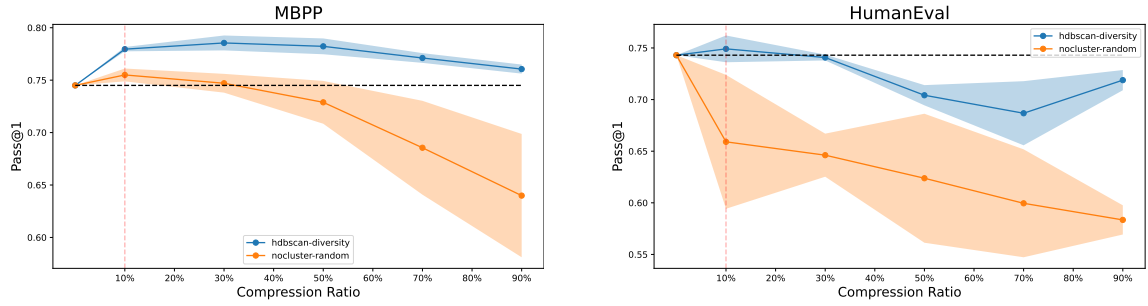 MBPP
Pass@1
0.80
0.75
0.70
0.65
0.60
hdbscan-diversity
nocluster-random
10% 20% 30% 40% 50% 60% 70% 80% 90%
Compression Ratio
HumanEval
Pass@1
0.75
0.70
0.65
0.60
0.55
hdbscan-diversity
nocluster-random
10% 20% 30% 40% 50% 60% 70% 80% 90%
Compression Ratio